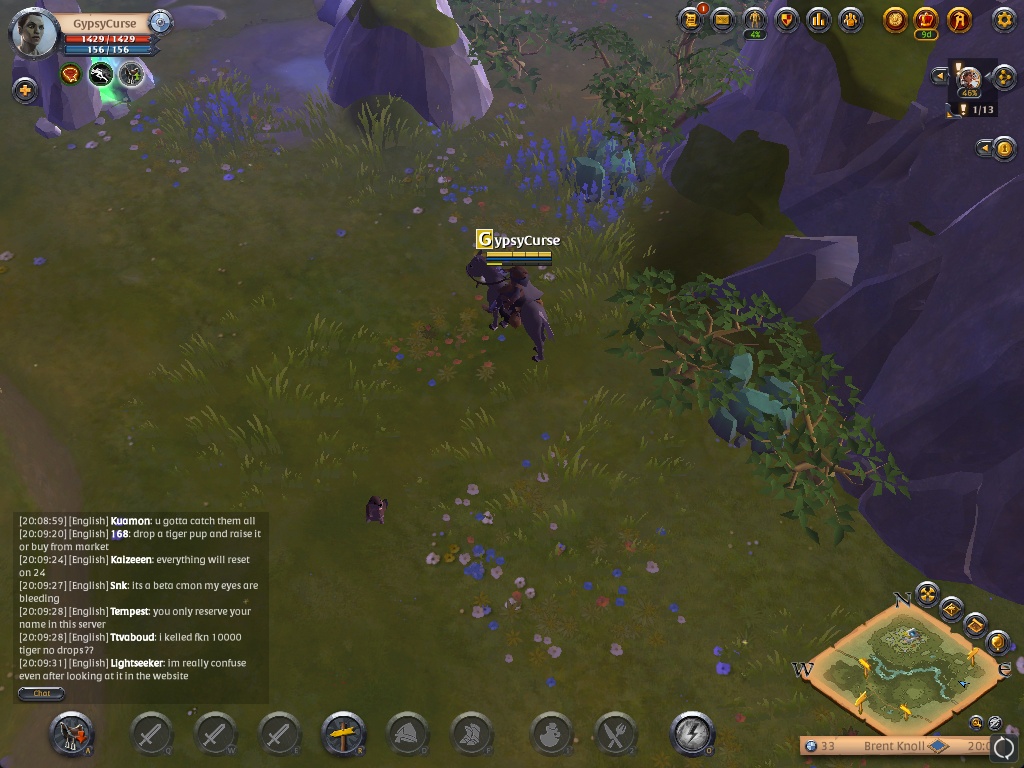 GypsyCurse
1429 / 1429
156 / 156
1
4%
9d
46%
1/13
1
GypsyCurse
[20:08:59] [English] Kuamon: u gotta catch them all
[20:09:20] [English] 168: drop a tiger pup and raise it
or buy from market
[20:09:24] [English] Kaizeeen: everything will reset
on 24
[20:09:27] [English] Snk: its a beta cmon my eyes are
bleeding
[20:09:28] [English] Tempest: you only reserve your
name in this server
[20:09:28] [English] Ttvaboud: i kelled fkn 10000
tiger no drops??
[20:09:31] [English] Lightseeker: im really confuse
even after looking at it in the website
Chat
N
W
E
A
Q
W
E
R
D
F
O
33 Brent Knoll 20:0